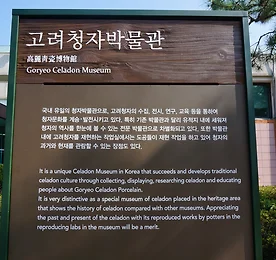 고려청자박물관
高麗靑瓷博物館
Goryeo Celadon Museum
국내 유일의 청자박물관으로, 고려청자의 수집, 전시, 연구, 교육 등을 통하여
청자문화를 계승·발전시키고 있다. 특히 기존 박물관과 달리 유적지 내에 세워져
청자의 역사를 한눈에 볼 수 있는 전문 박물관으로 차별화되고 있다. 또한 박물관
내에 고려청자를 재현하는 작업실에서는 도공들이 재현 작업을 하고 있어 청자의
과거와 현재를 관람할 수 있는 장점도 있다.
It is a unique Celadon Museum in Korea that succeeds and develops traditional
celadon culture through collecting, displaying, researching celadon and educating
people about Goryeo Celadon Porcelain.
It is very distinctive as a special museum of celadon placed in the heritage area
that shows the history of celadon compared with other museums. Appreciating
the past and present of the celadon with its reproduced works by potters in the
reproducing labs in the museum will be a merit.